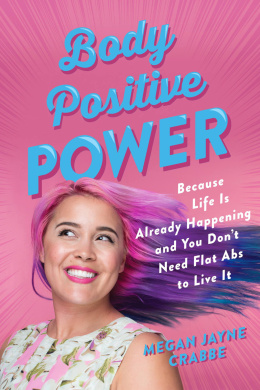 Body
Positive
POWER
Because
Life Is
Already Happening
and You Don't
Need Flat Abs
to Live It
MEGAN JAYNE
CRABBE